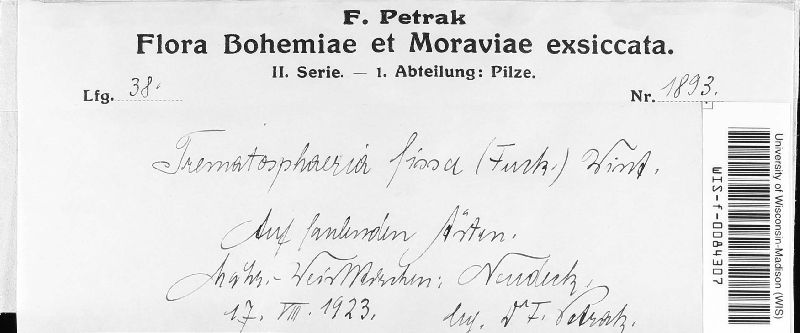 F. Petrak
Flora Bohemiae et Moraviae exsiccata.
II. Serie. — 1. Abteilung: Pilze.
Lfg. 38. Nr. 1893.
Trematosphaeria fissa (Fuck.) Wint.
Auf faulenden Ästen.
Mähr.-Weisskirchen: Neudeck,
17. VIII. 1923. leg. Dr F. Petrak.
University of Wisconsin-Madison (WIS)
WIS-f-0084307